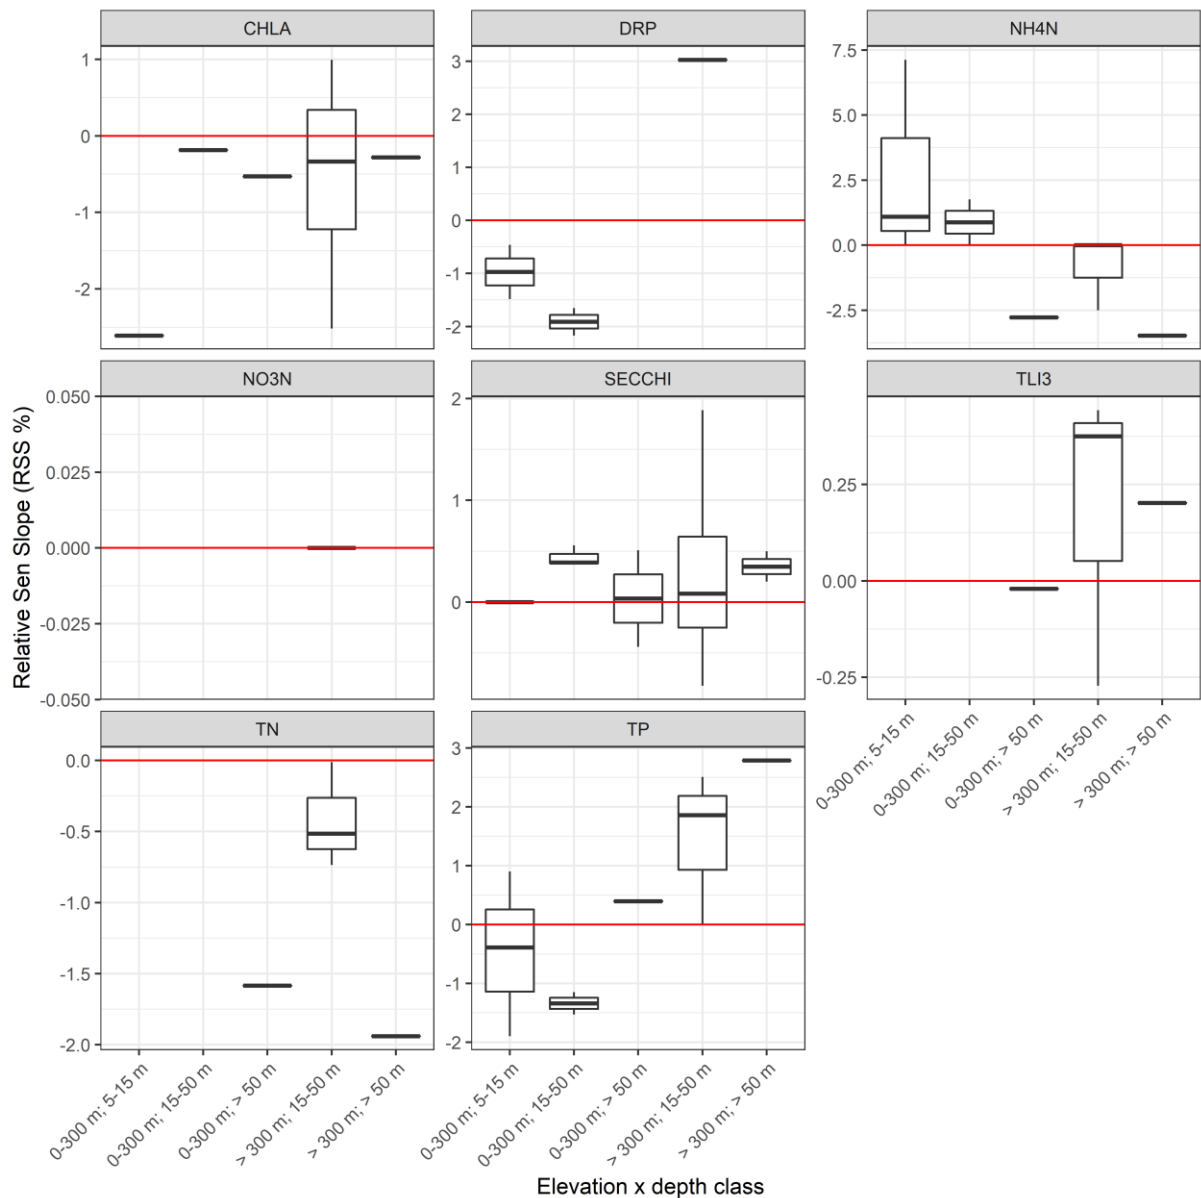 CHLA
DRP
NH4N
1
0
-1
-2
3
2
1
0
-1
-2
7.5
5.0
2.5
0.0
-2.5
NO3N
SECCHI
TLI3
Relative Sen Slope (RSS %)
0.050
0.025
0.000
-0.025
-0.050
2
1
0
0.25
0.00
-0.25
0-300 m; 5-15 m
0-300 m; 15-50 m
0-300 m; > 50 m
> 300 m; 15-50 m
> 300 m; > 50 m
TN
TP
0.0
-0.5
-1.0
-1.5
-2.0
3
2
1
0
-1
-2
0-300 m; 5-15 m
0-300 m; 15-50 m
0-300 m; > 50 m
> 300 m; 15-50 m
> 300 m; > 50 m
0-300 m; 5-15 m
0-300 m; 15-50 m
0-300 m; > 50 m
> 300 m; 15-50 m
> 300 m; > 50 m
Elevation x depth class